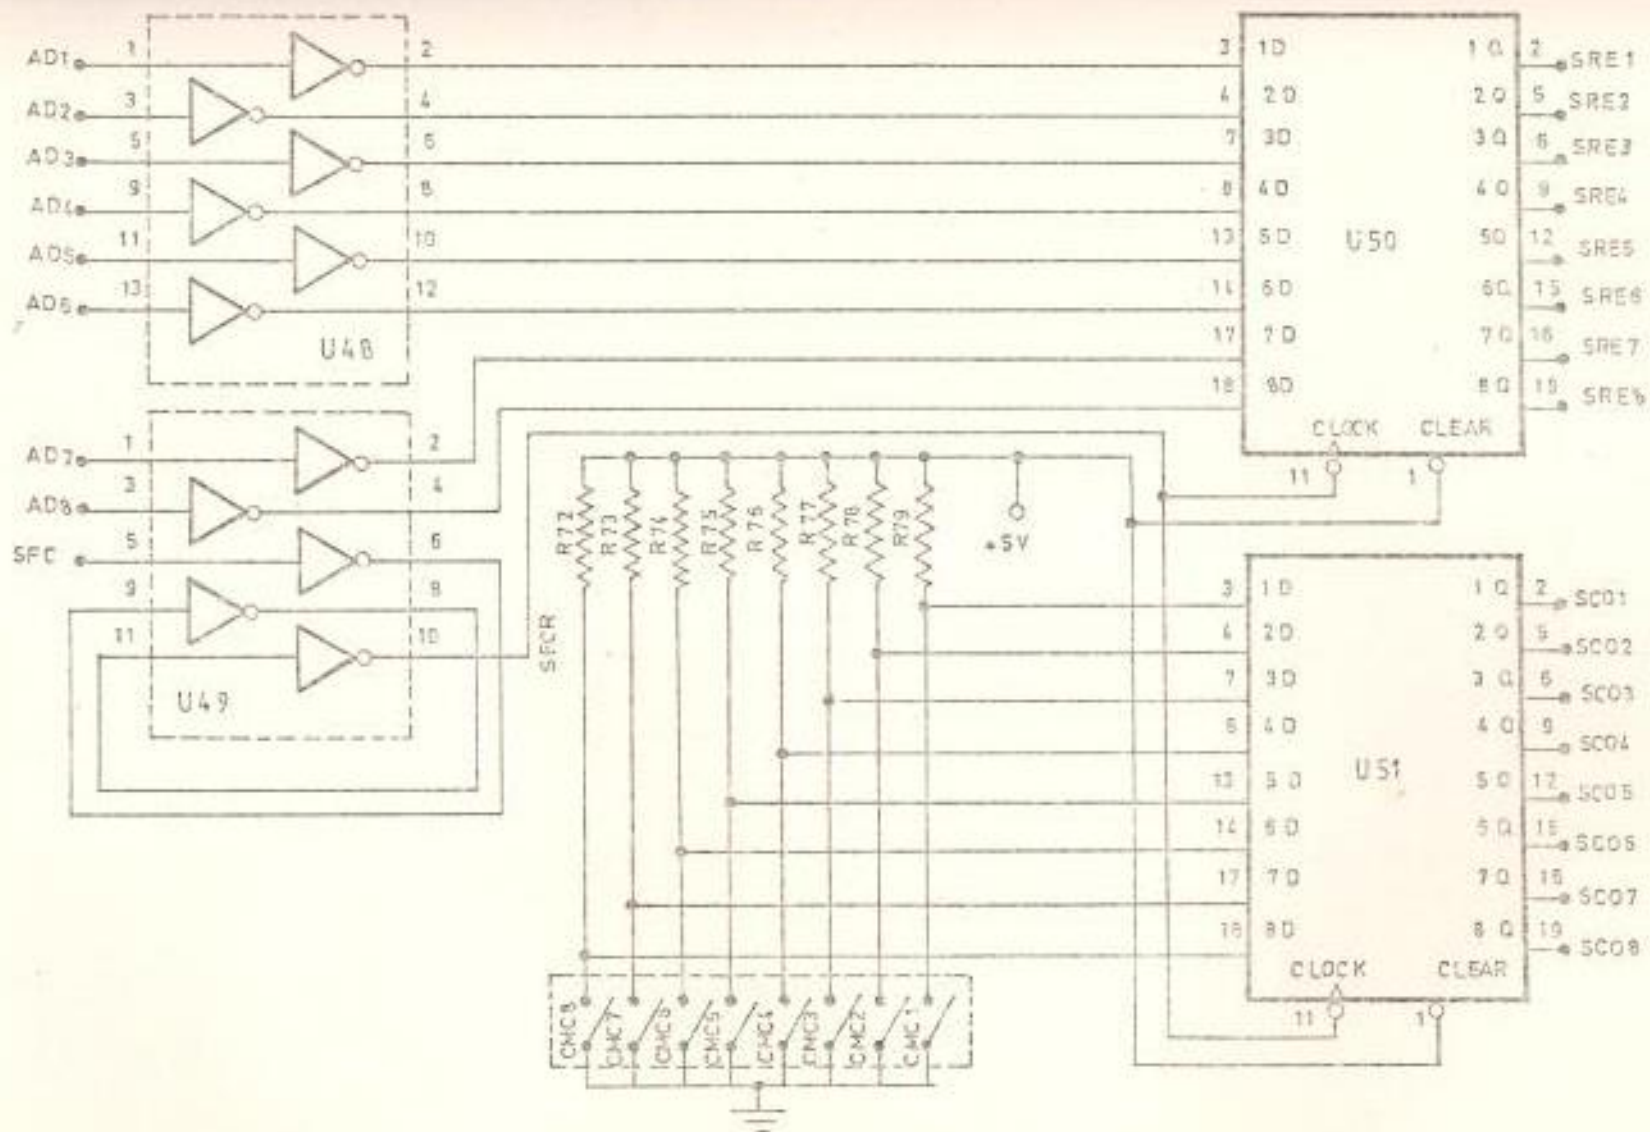 AD1
1
2
3
1D
1Q
2
SRE1
AD2
3
4
4
2D
2Q
5
SRE2
AD3
5
6
7
3D
3Q
6
SRE3
AD4
9
8
8
4D
4Q
9
SRE4
AD5
11
10
13
5D
U50
5Q
12
SRE5
AD6
13
12
14
6D
6Q
15
SRE6
U48
17
7D
7Q
16
SRE7
18
8D
8Q
19
SRE8
CLOCK
CLEAR
11
1
AD7
1
2
AD8
3
4
SFC
5
6
9
8
11
10
U49
SFCR
R72
R73
R74
R75
R76
R77
R78
R79
+5V
3
1D
1Q
2
SCO1
4
2D
2Q
5
SCO2
7
3D
3Q
6
SCO3
4D
4Q
9
SCO4
U51
13
5D
5Q
12
SCO5
14
6D
6Q
15
SCO6
17
7D
7Q
16
SCO7
18
8D
8Q
19
SCO8
CLOCK
CLEAR
11
1
CMC8
CMC7
CMC6
CMC5
CMC4
CMC3
CMC2
CMC1